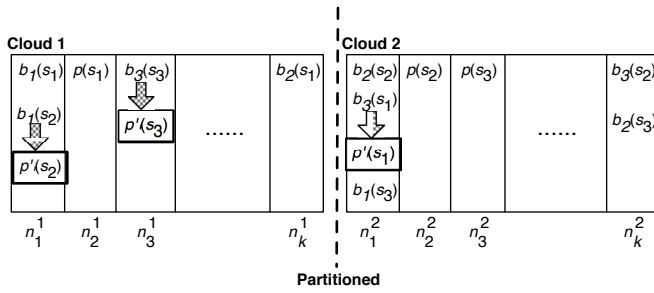 Cloud 1
b₁(s₁) p(s₁) b₃(s₃) b₂(s₁)
b₁(s₂)
p'(s₃)
......
p'(s₂)
n₁¹ n₂¹ n₃¹ nₖ¹
Cloud 2
b₂(s₂) p(s₂) p(s₃) b₃(s₂)
b₃(s₁)
b₂(s₃)
......
p'(s₁)
b₁(s₃)
n₁² n₂² n₃² nₖ²
Partitioned